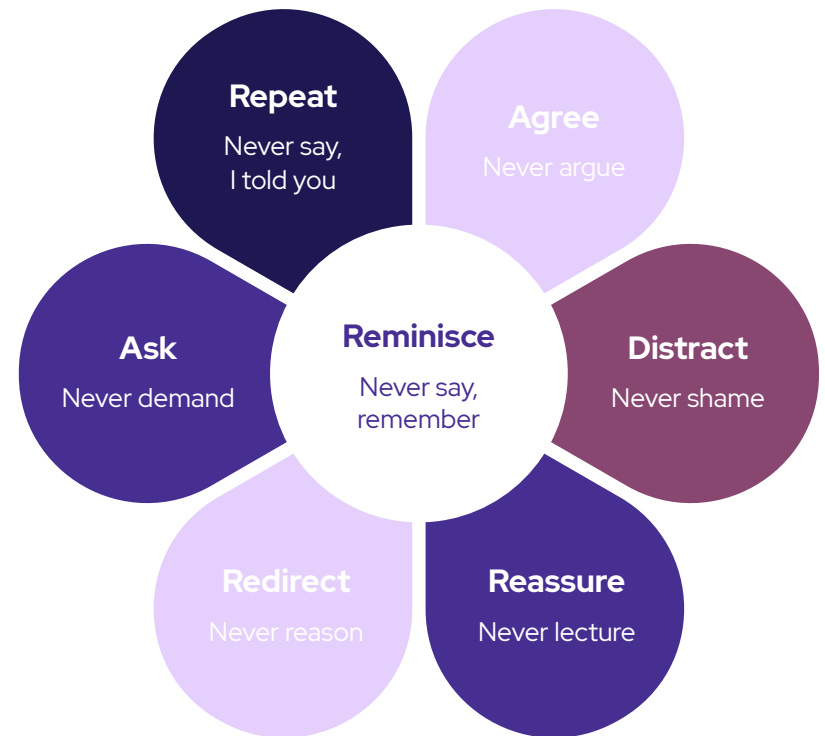 Repeat
Never say,
I told you
Agree
Never argue
Ask
Never demand
Reminisce
Never say,
remember
Distract
Never shame
Redirect
Never reason
Reassure
Never lecture